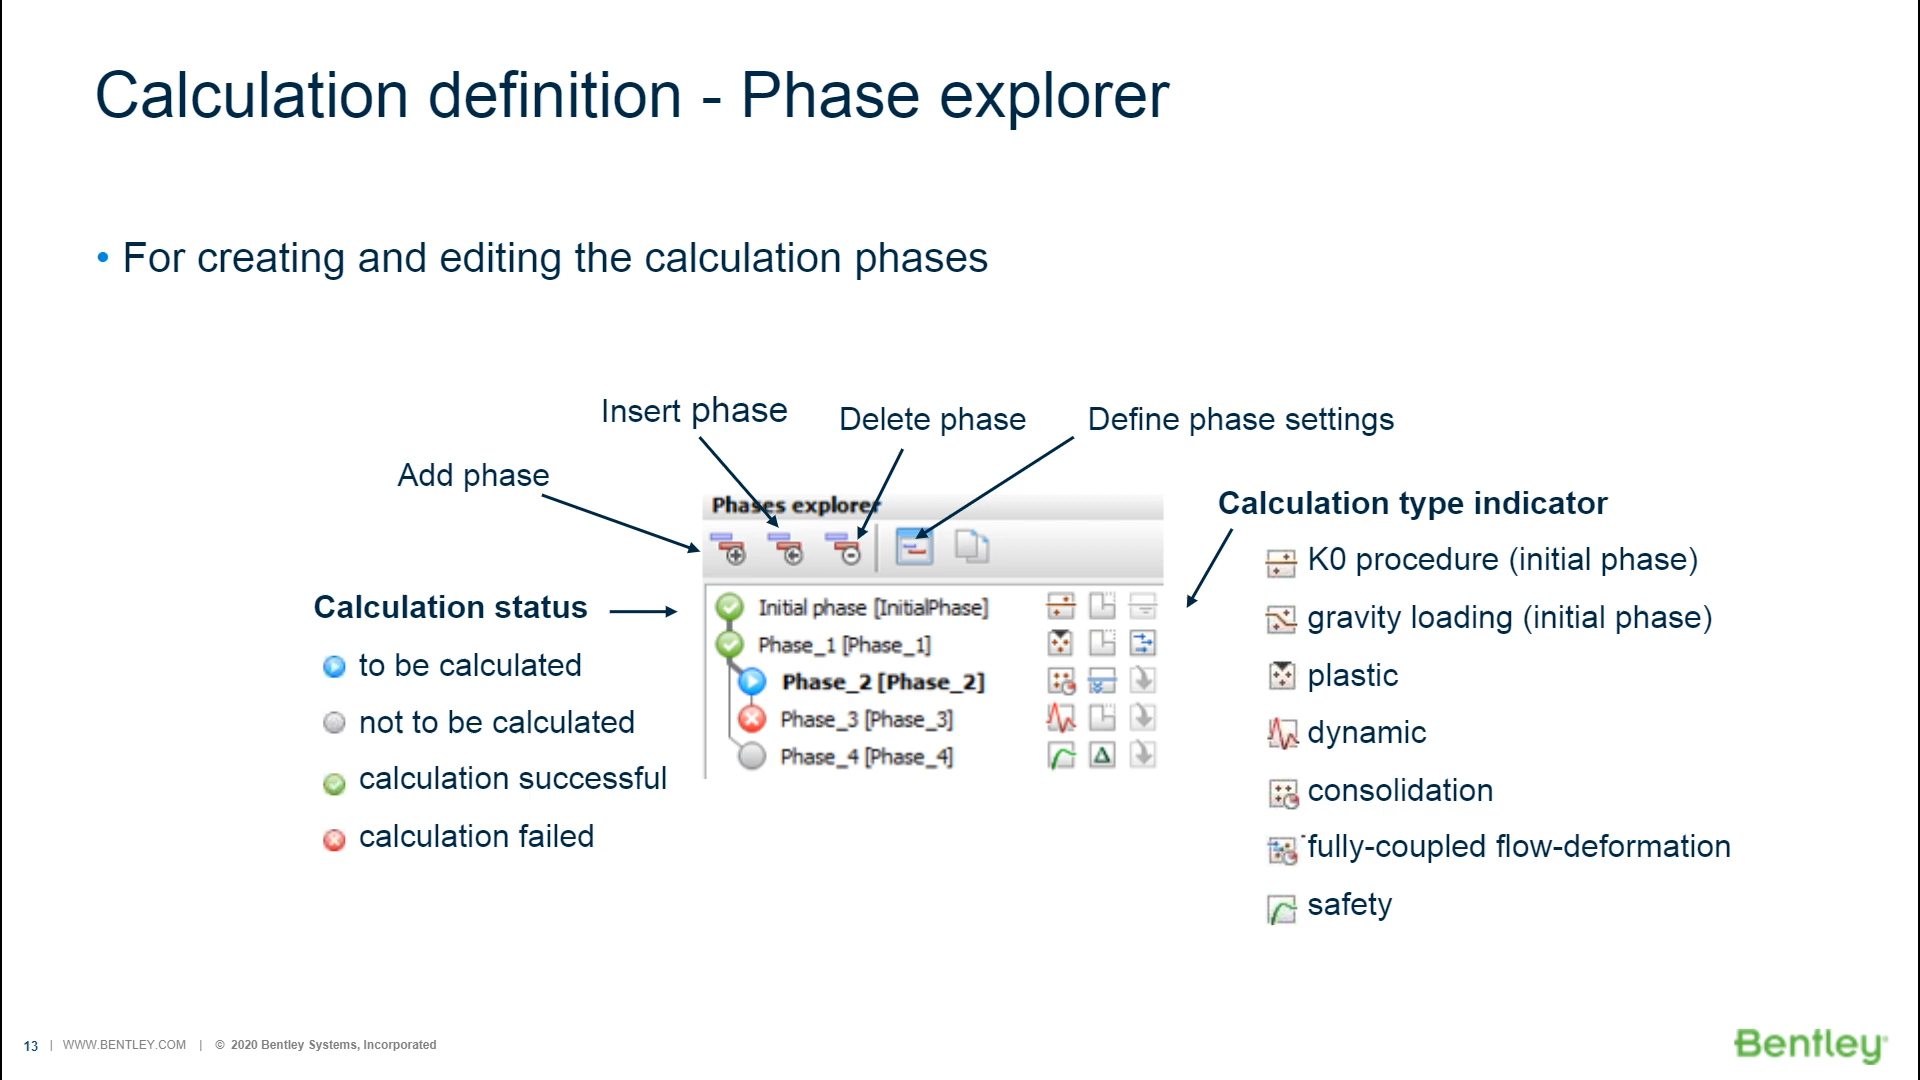 Calculation definition - Phase explorer
• For creating and editing the calculation phases
Insert phase
Delete phase
Define phase settings
Add phase
Phases explorer
Calculation type indicator
K0 procedure (initial phase)
gravity loading (initial phase)
plastic
dynamic
consolidation
fully-coupled flow-deformation
safety
Calculation status
to be calculated
not to be calculated
calculation successful
calculation failed
Initial phase [InitialPhase]
Phase_1 [Phase_1]
Phase_2 [Phase_2]
Phase_3 [Phase_3]
Phase_4 [Phase_4]
13 | WWW.BENTLEY.COM | © 2020 Bentley Systems, Incorporated
Bentley